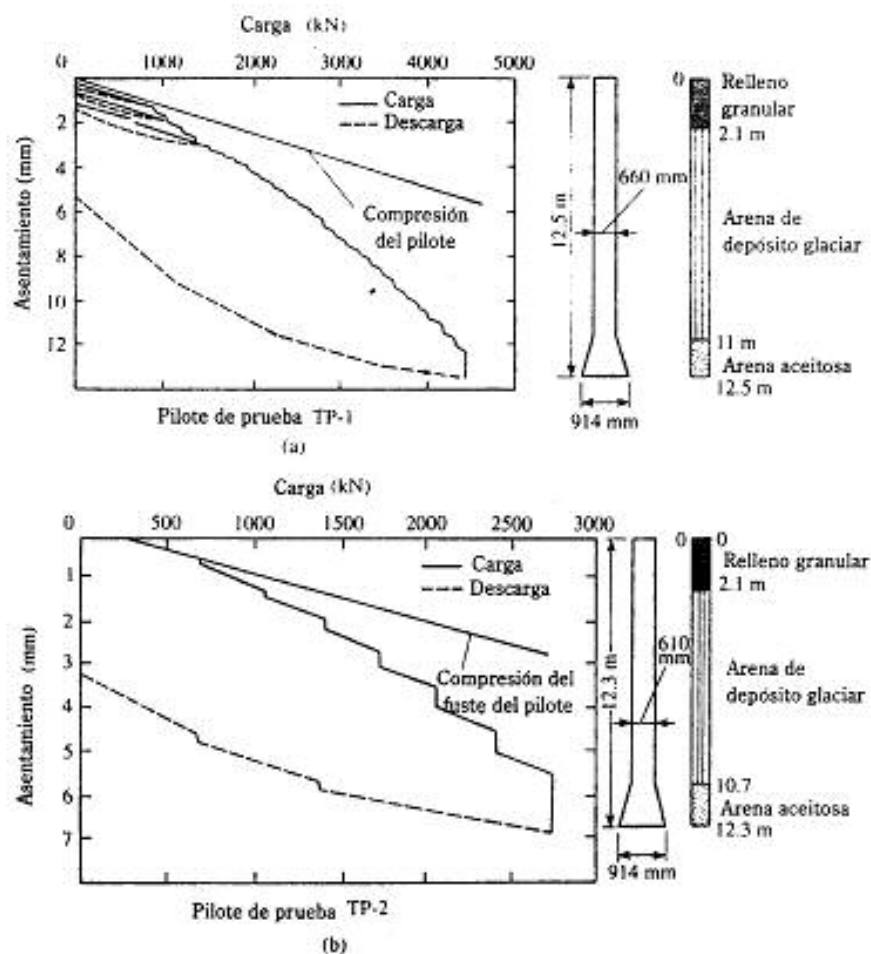 Carga (kN)
0 1000 2000 3000 4000 5000
Asentamiento (mm)
2
4
6
8
10
12
Carga
Descarga
Compresión
del pilote
12.5 m
660 mm
914 mm
0
Relleno
granular
2.1 m
Arena de
depósito glaciar
11 m
Arena aceitosa
12.5 m
Pilote de prueba TP-1
(a)
Carga (kN)
0 500 1000 1500 2000 2500 3000
Asentamiento (mm)
1
2
3
4
5
6
7
Carga
Descarga
Compresión del
fuste del pilote
12.3 m
610
mm
914 mm
0 0
Relleno granular
2.1 m
Arena de
depósito glaciar
10.7
Arena aceitosa
12.3 m
Pilote de prueba TP-2
(b)